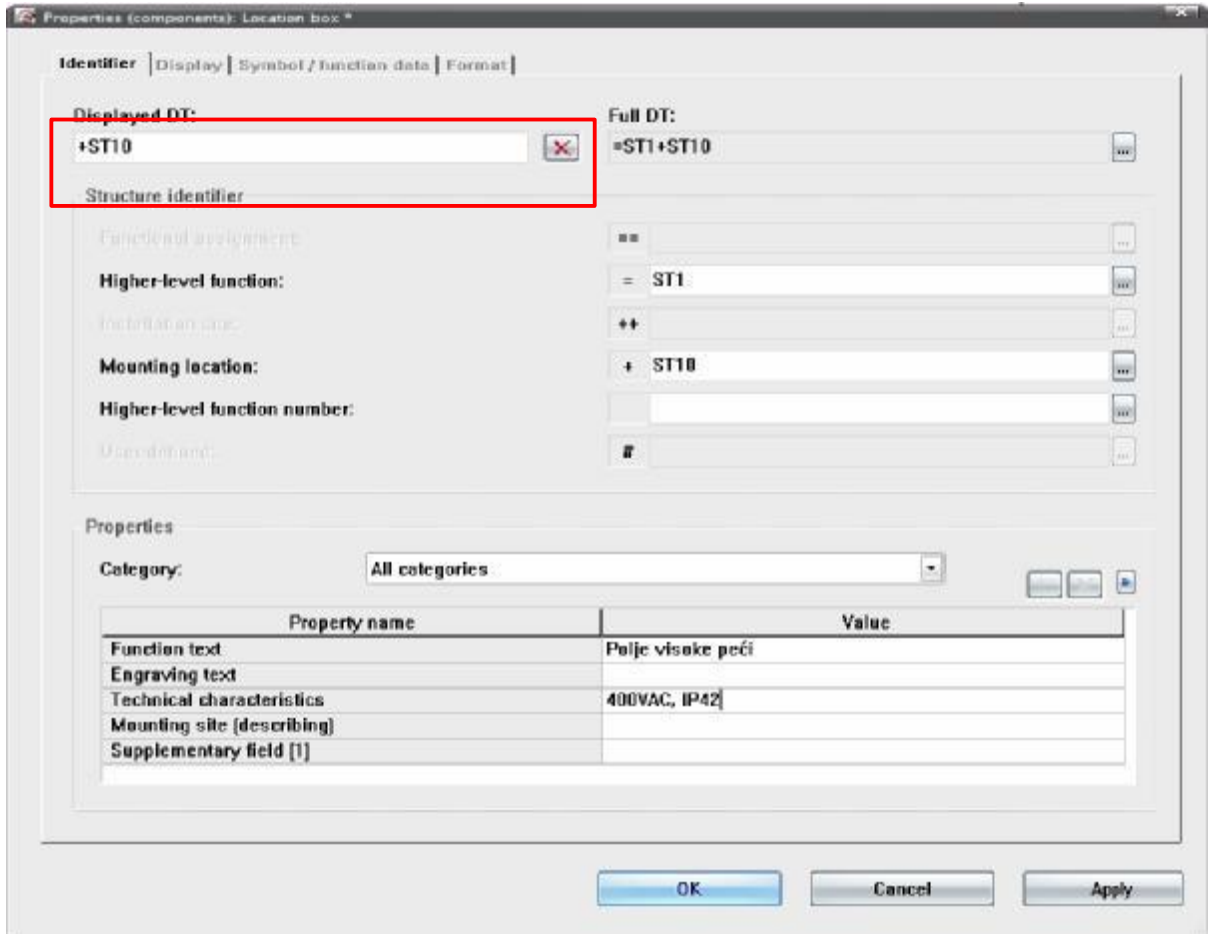 Properties (components): Location box *
Identifier Display Symbol / function data Format
Displayed DT: Full DT:
+ST10 =ST1+ST10 ...
Structure identifier
Functional assignment: == ...
Higher-level function: = ST1 ...
Installation site: ++ ...
Mounting location: + ST10 ...
Higher-level function number: ...
User-defined: # ...
Properties
Category: All categories
Property name Value
Function text Polje visoke peći
Engraving text
Technical characteristics 400VAC, IP42
Mounting site (describing)
Supplementary field [1]
OK Cancel Apply